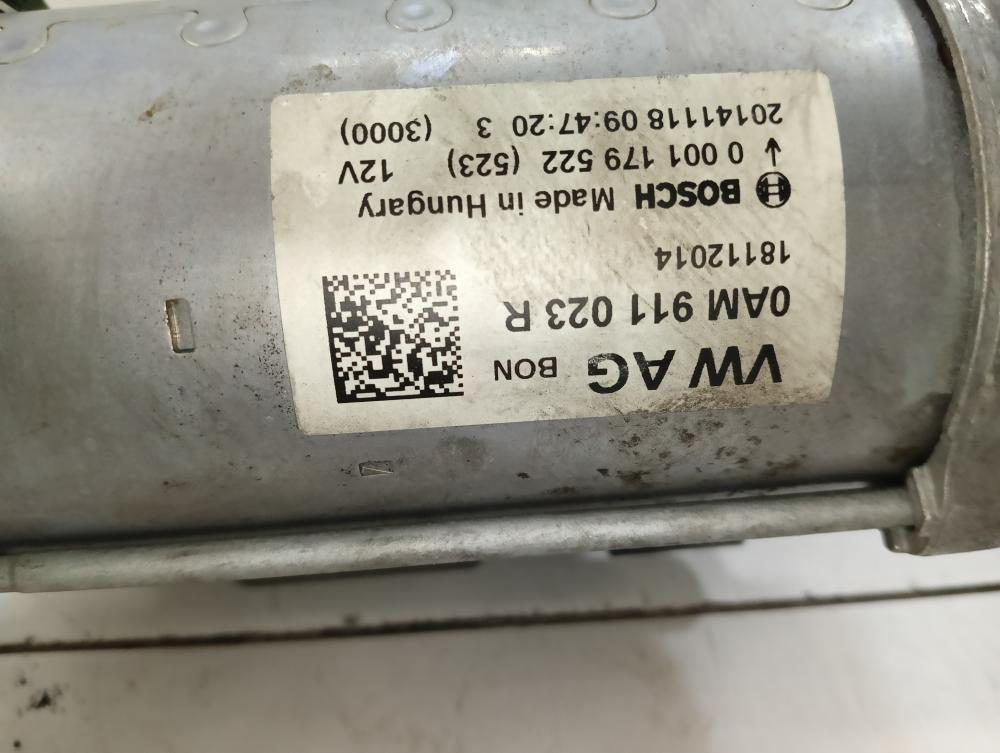 VW AG BON
0AM 911 023 R
18112014
BOSCH Made in Hungary
→ 0 001 179 522 (523) 12V
20141118 09:47:20 3 (3000)